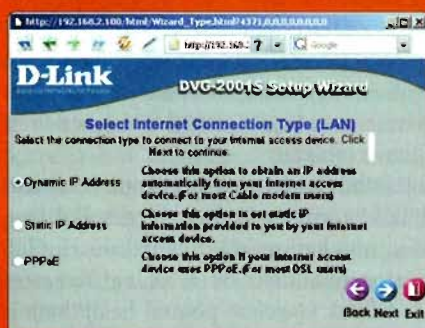 http://192.168.2.100/html/Wizard_Type.html?4371,0,0,0,0,0,0,0,0
http://192.168.2 ? Google
D-Link
DVG-2001S Setup Wizard
Select Internet Connection Type (LAN)
Select the connection type to connect to your internet access device. Click
Next to continue.
Dynamic IP Address
Choose this option to obtain an IP address
automatically from your internet access
device.(For most Cable modem users)
Static IP Address
Choose this option to set static IP
information provided to you by your internet
access device.
PPPoE
Choose this option if your internet access
device uses PPPoE.(For most DSL users)
Back Next Exit